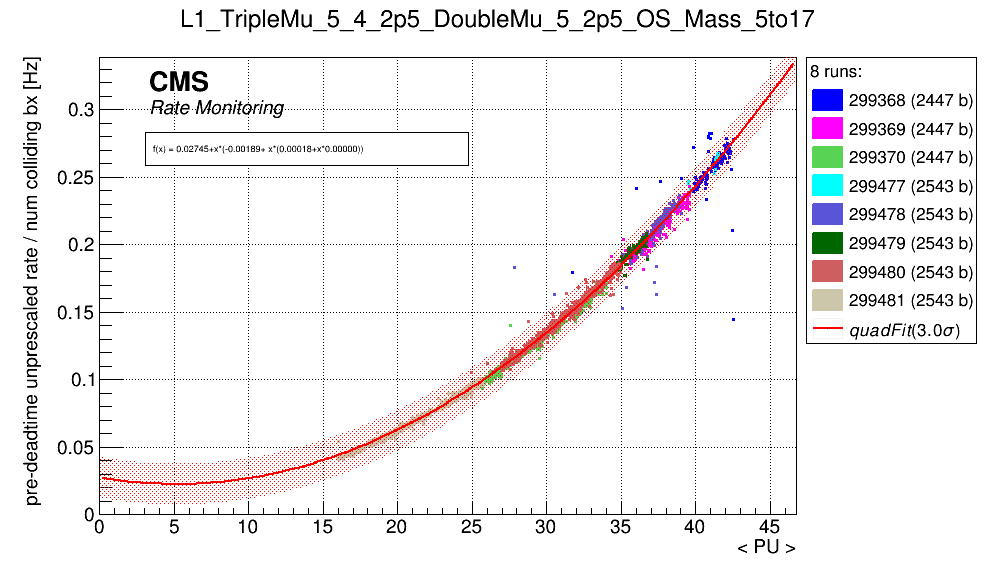 L1_TripleMu_5_4_2p5_DoubleMu_5_2p5_OS_Mass_5to17
pre-deadtime unprescaled rate / num colliding bx [Hz]
CMS
Rate Monitoring
f(x) = 0.02745+x*(-0.00189+ x*(0.00018+x*0.00000))
0.3
0.25
0.2
0.15
0.1
0.05
0
0 5 10 15 20 25 30 35 40 45
< PU >
8 runs:
299368 (2447 b)
299369 (2447 b)
299370 (2447 b)
299477 (2543 b)
299478 (2543 b)
299479 (2543 b)
299480 (2543 b)
299481 (2543 b)
quadFit(3.0σ)